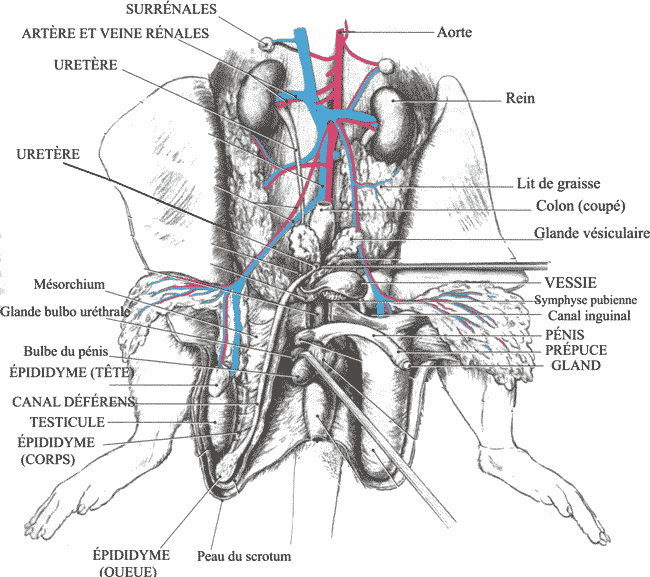 SURRÉNALES
ARTÈRE ET VEINE RÉNALES
Aorte
URETÈRE
Rein
URETÈRE
Lit de graisse
Colon (coupé)
Glande vésiculaire
Mésorchium
VESSIE
Symphyse pubienne
Glande bulbo uréthrale
Canal inguinal
PÉNIS
Bulbe du pénis
PRÉPUCE
ÉPIDIDYME (TÊTE)
GLAND
CANAL DÉFÉRENS
TESTICULE
ÉPIDIDYME
(CORPS)
ÉPIDIDYME
(QUEUE)
Peau du scrotum